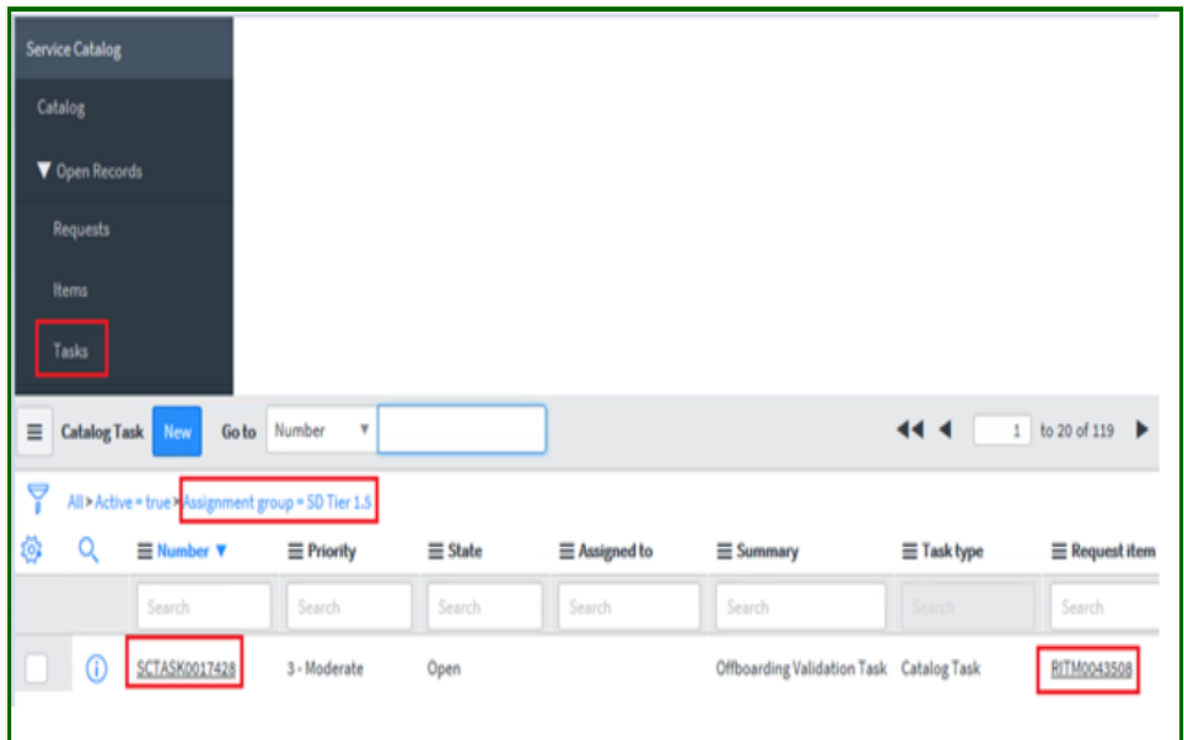 Service Catalog
Catalog
▼ Open Records
Requests
Items
Tasks
Catalog Task New Go to Number ▼ 1 to 20 of 119
All > Active = true > Assignment group = SD Tier 1.5
Number ▼ Priority State Assigned to Summary Task type Request item
Search Search Search Search Search Search Search
SCTASK0017428 3 - Moderate Open Offboarding Validation Task Catalog Task RITM0043508